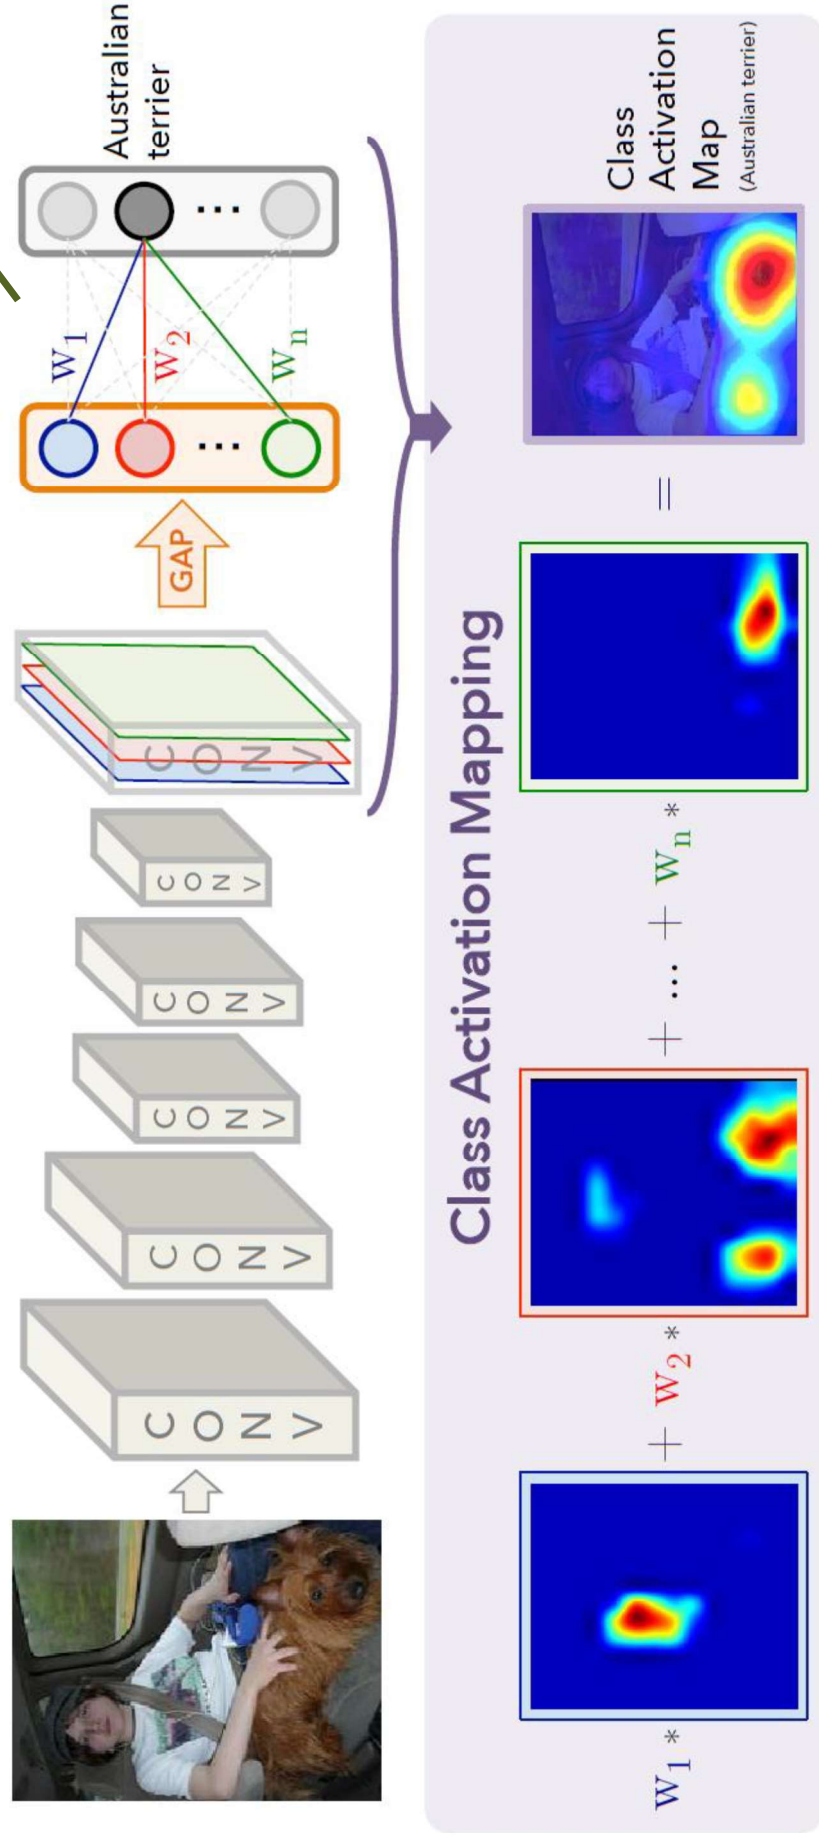 CONV
CONV
CONV
CONV
CONV
CONV
GAP
w1
w2
...
wn
...
Australian
terrier
Class Activation Mapping
w1 * + w2 * + ... + wn * =
Class
Activation
Map
(Australian terrier)